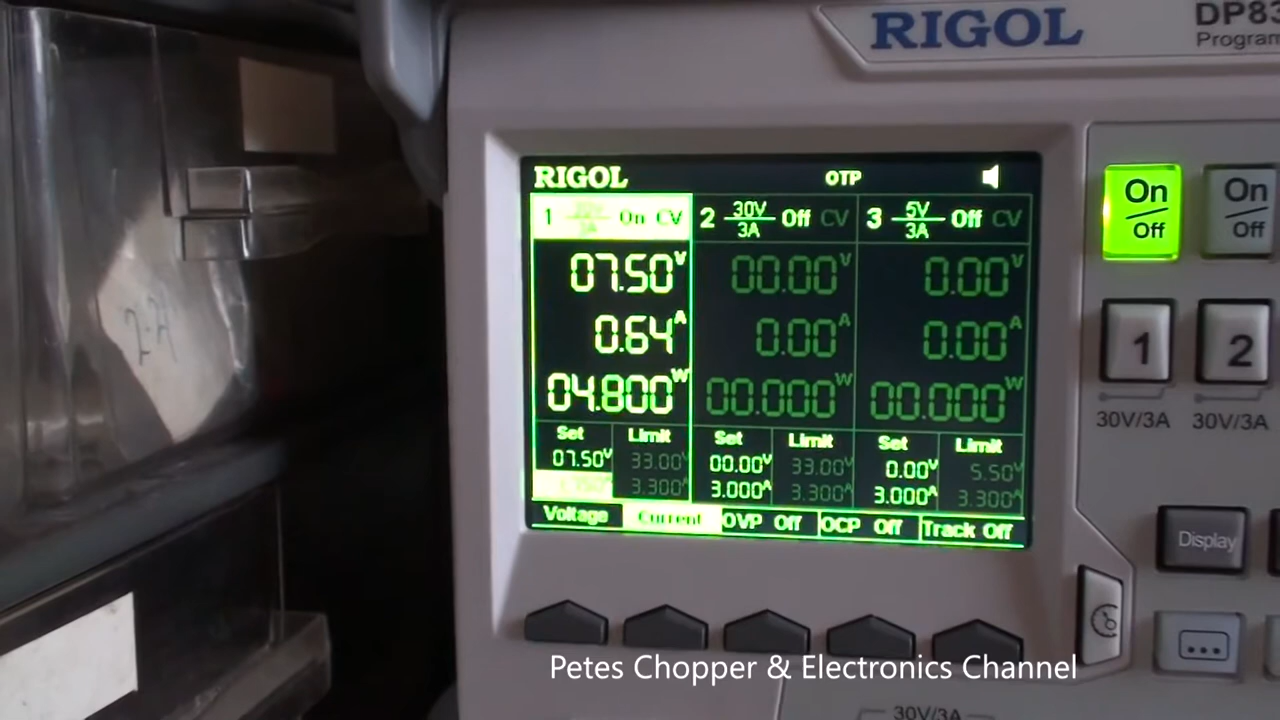 RIGOL
DP83
Program
RIGOL OTP
1 On CV 2 30V/3A Off CV 3 5V/3A Off CV
07.50V 00.00V 0.00V
0.64A 0.00A 0.00A
04.800W 00.000W 00.000W
Set Limit Set Limit Set Limit
07.50V 33.00V 00.00V 33.00V 0.00V 5.50V
3.300A 3.000A 3.300A 3.000A 3.300A
Voltage Current OVP Off OCP Off Track Off
On/Off On/Off
1 2
30V/3A 30V/3A
Display
Petes Chopper & Electronics Channel
30V/3A